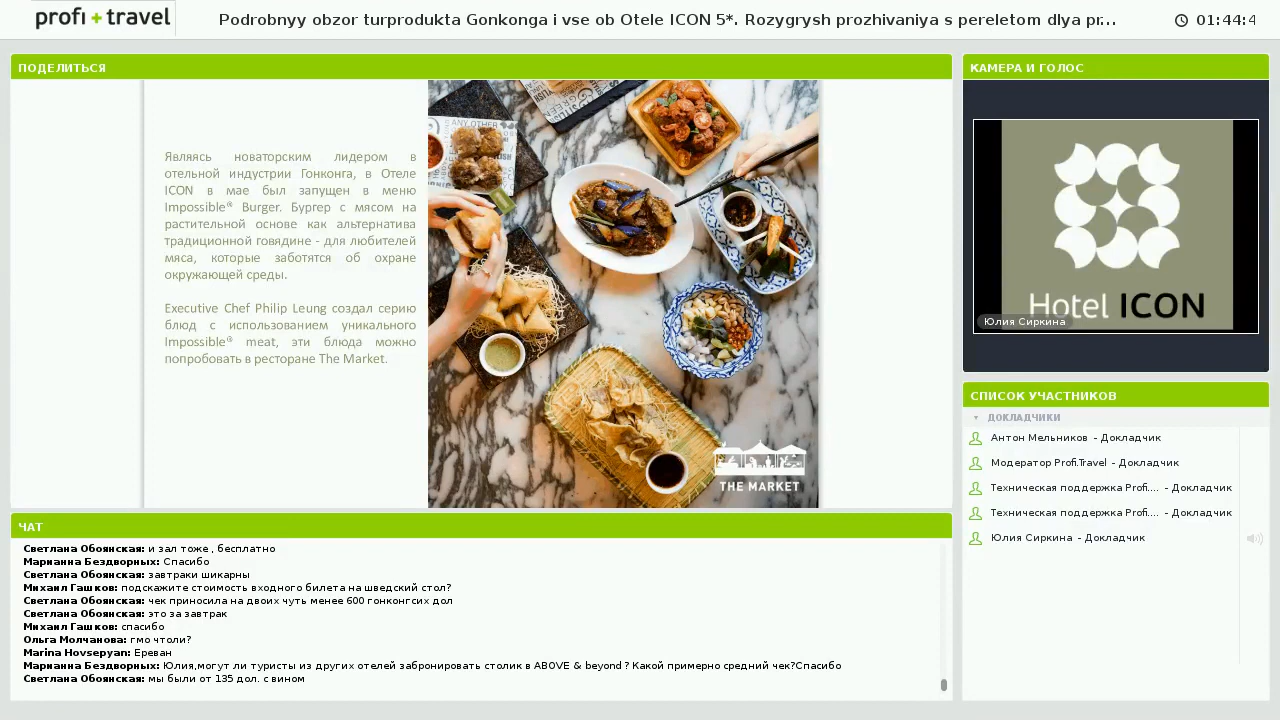 profi + travel
Podrobnyy obzor turprodukta Gonkonga i vse ob Otele ICON 5*. Rozygrysh prozhivaniya s pereletom dlya pr...
01:44:4
ПОДЕЛИТЬСЯ
Являясь новаторским лидером в
отельной индустрии Гонконга, в Отеле
ICON в мае был запущен в меню
Impossible® Burger. Бургер с мясом на
растительной основе как альтернатива
традиционной говядине - для любителей
мяса, которые заботятся об охране
окружающей среды.
Executive Chef Philip Leung создал серию
блюд с использованием уникального
Impossible® meat, эти блюда можно
попробовать в ресторане The Market.
ANY OTHER
THE MARKET
КАМЕРА И ГОЛОС
Hotel ICON
Юлия Сиркина
СПИСОК УЧАСТНИКОВ
ДОКЛАДЧИКИ
Антон Мельников - Докладчик
Модератор Profi.Travel - Докладчик
Техническая поддержка Profi.... - Докладчик
Техническая поддержка Profi.... - Докладчик
Юлия Сиркина - Докладчик
ЧАТ
Светлана Обоянская: и зал тоже , бесплатно
Марианна Бездворных: Спасибо
Светлана Обоянская: завтраки шикарны
Михаил Гашков: подскажите стоимость входного билета на шведский стол?
Светлана Обоянская: чек приносила на двоих чуть менее 600 гонконгсих дол
Светлана Обоянская: это за завтрак
Михаил Гашков: спасибо
Ольга Молчанова: гмо чтоли?
Marina Hovsepyan: Ереван
Марианна Бездворных: Юлия,могут ли туристы из других отелей забронировать столик в ABOVE & beyond ? Какой примерно средний чек?Спасибо
Светлана Обоянская: мы были от 135 дол. с вином